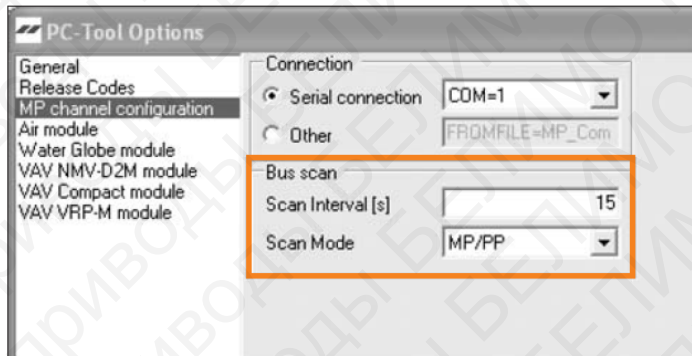 PC-Tool Options
General
Release Codes
MP channel configuration
Air module
Water Globe module
VAV NMV-D2M module
VAV Compact module
VAV VRP-M module
Connection
Serial connection COM=1
Other FROMFILE=MP_Com
Bus scan
Scan Interval [s] 15
Scan Mode MP/PP
ПРИВОДЫ БЕЛИМО